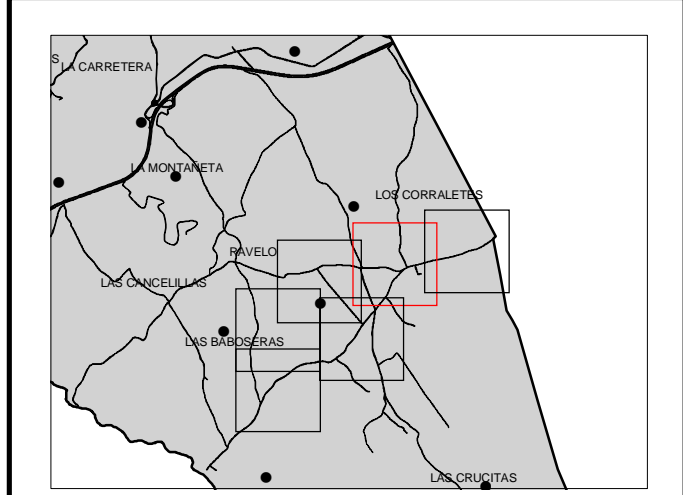 S
LA CARRETERA
LA MONTAÑETA
LOS CORRALETES
RAVELO
LAS CANCELILLAS
LAS BABOSERAS
LAS CRUCITAS